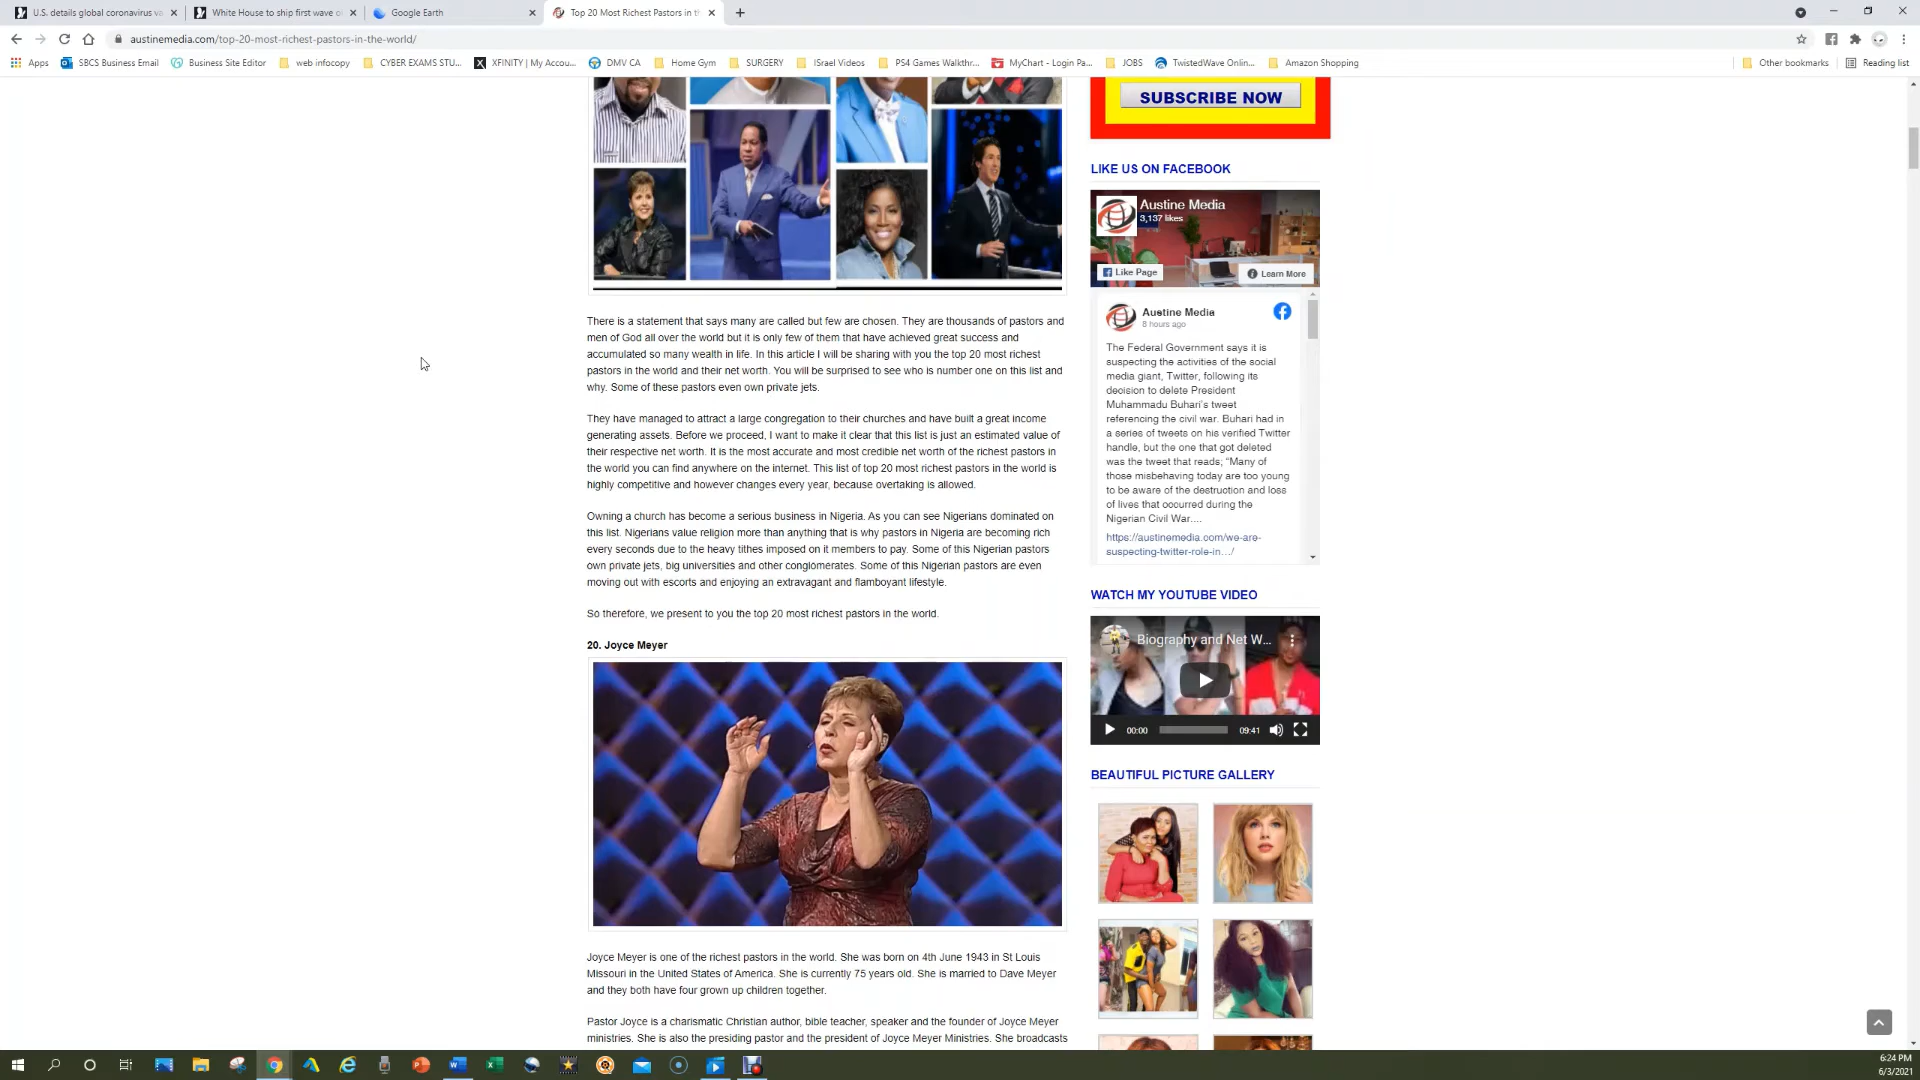 U.S. details global coronavirus va
White House to ship first wave o
Google Earth
Top 20 Most Richest Pastors in th
austinemedia.com/top-20-most-richest-pastors-in-the-world/
Apps
SBCS Business Email
Business Site Editor
web infocopy
CYBER EXAMS STU...
XFINITY | My Accou...
DMV CA
Home Gym
SURGERY
ISrael Videos
PS4 Games Walkthr...
MyChart - Login Pa...
JOBS
TwistedWave Onlin...
Amazon Shopping
Other bookmarks
Reading list
There is a statement that says many are called but few are chosen. They are thousands of pastors and
men of God all over the world but it is only few of them that have achieved great success and
accumulated so many wealth in life. In this article I will be sharing with you the top 20 most richest
pastors in the world and their net worth. You will be surprised to see who is number one on this list and
why. Some of these pastors even own private jets.
They have managed to attract a large congregation to their churches and have built a great income
generating assets. Before we proceed, I want to make it clear that this list is just an estimated value of
their respective net worth. It is the most accurate and most credible net worth of the richest pastors in
the world you can find anywhere on the internet. This list of top 20 most richest pastors in the world is
highly competitive and however changes every year, because overtaking is allowed.
Owning a church has become a serious business in Nigeria. As you can see Nigerians dominated on
this list. Nigerians value religion more than anything that is why pastors in Nigeria are becoming rich
every seconds due to the heavy tithes imposed on it members to pay. Some of this Nigerian pastors
own private jets, big universities and other conglomerates. Some of this Nigerian pastors are even
moving out with escorts and enjoying an extravagant and flamboyant lifestyle.
So therefore, we present to you the top 20 most richest pastors in the world.
20. Joyce Meyer
Joyce Meyer is one of the richest pastors in the world. She was born on 4th June 1943 in St Louis
Missouri in the United States of America. She is currently 75 years old. She is married to Dave Meyer
and they both have four grown up children together.
Pastor Joyce is a charismatic Christian author, bible teacher, speaker and the founder of Joyce Meyer
ministries. She is also the presiding pastor and the president of Joyce Meyer Ministries. She broadcasts
SUBSCRIBE NOW
LIKE US ON FACEBOOK
Austine Media
3,137 likes
Like Page
Learn More
Austine Media
8 hours ago
The Federal Government says it is
suspecting the activities of the social
media giant, Twitter, following its
decision to delete President
Muhammadu Buhari's tweet
referencing the civil war. Buhari had in
a series of tweets on his verified Twitter
handle, but the one that got deleted
was the tweet that reads; "Many of
those misbehaving today are too young
to be aware of the destruction and loss
of lives that occurred during the
Nigerian Civil War....
https://austinemedia.com/we-are-
suspecting-twitter-role-in.../
WATCH MY YOUTUBE VIDEO
Biography and Net W...
00:00
09:41
BEAUTIFUL PICTURE GALLERY
6:24 PM
6/3/2021